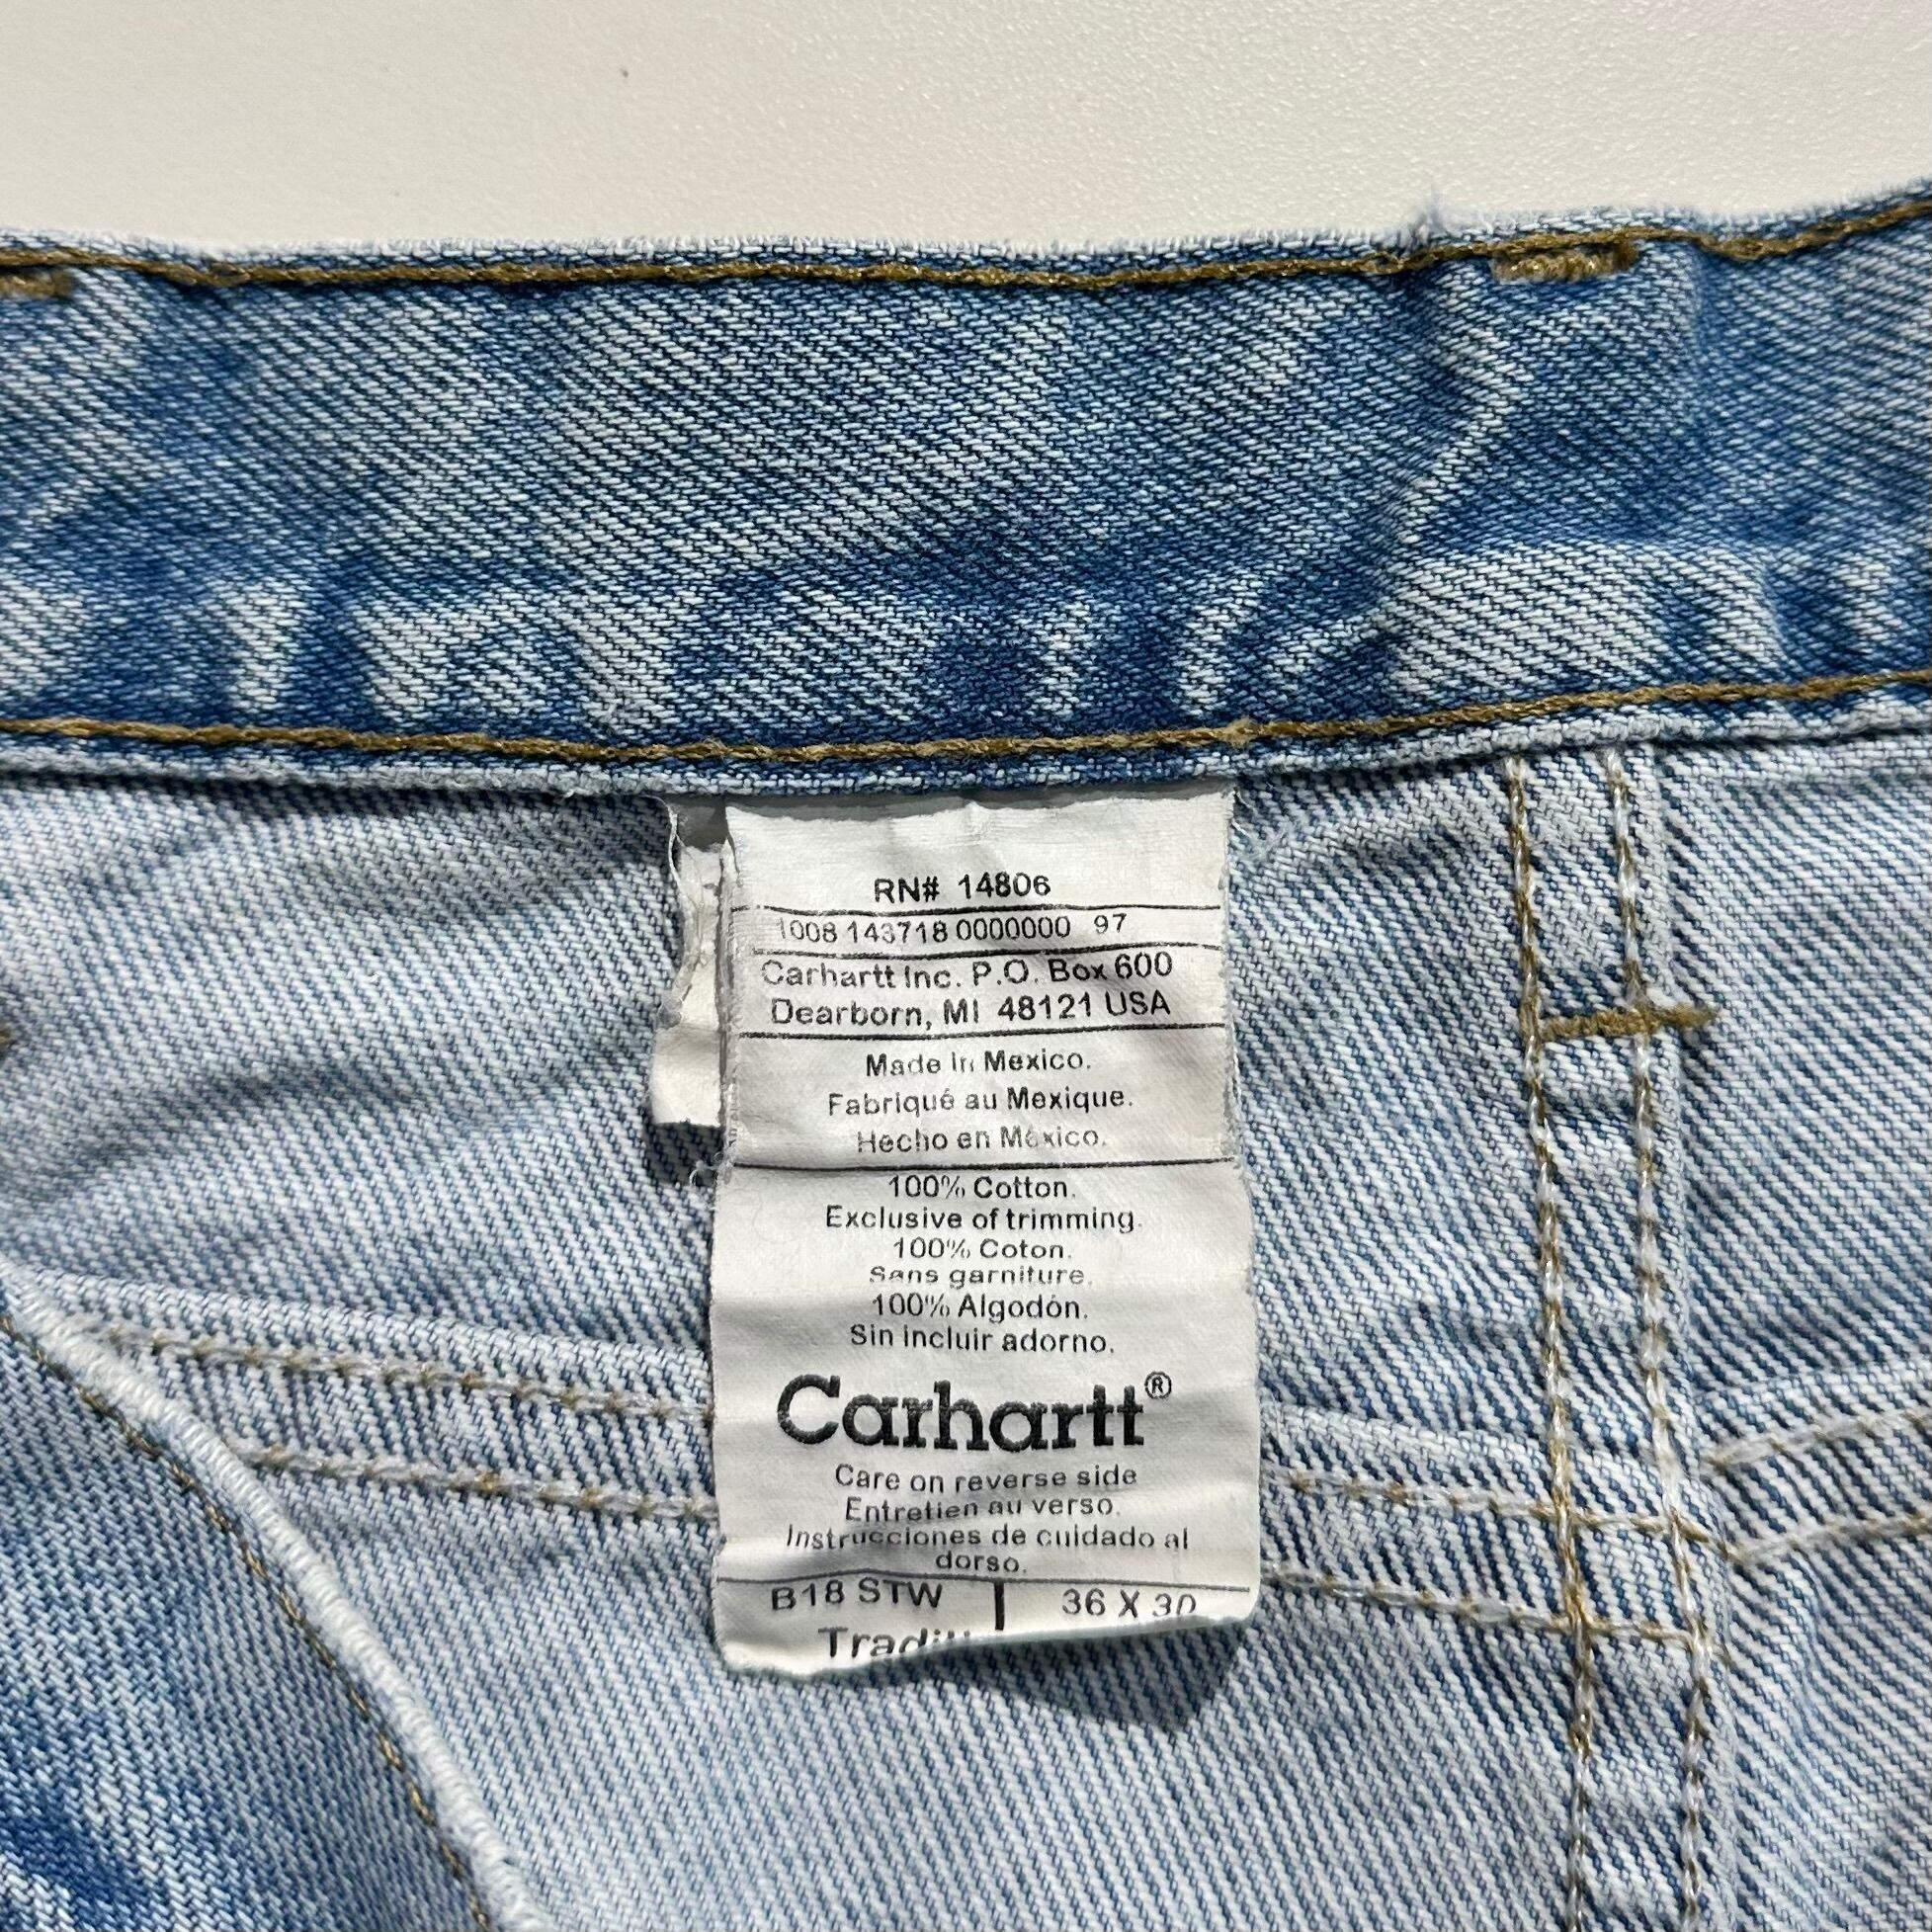 RN# 14806
1008 143718 0000000 97
Carhartt Inc. P.O. Box 600
Dearborn, MI 48121 USA
Made In Mexico.
Fabriqué au Mexique.
Hecho en México.
100% Cotton.
Exclusive of trimming.
100% Coton.
Sans garniture.
100% Algodón.
Sin incluir adorno.
Carhartt®
Care on reverse side
Entretien au verso.
Instrucciones de cuidado al
dorso.
B18 STW | 36 X 30